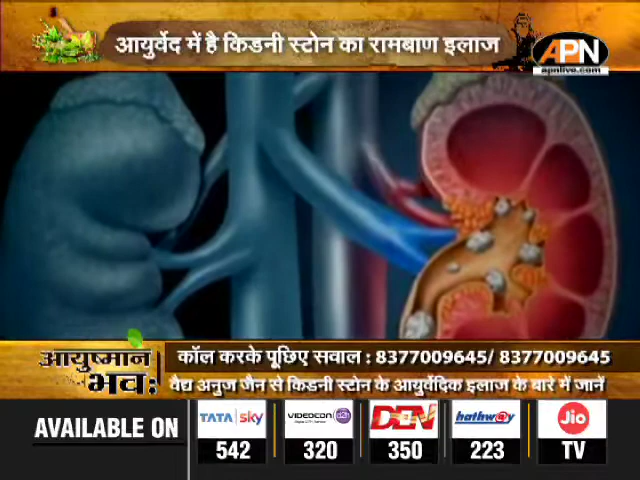 आयुर्वेद में है किडनी स्टोन का रामबाण इलाज
APN
apnlive.com
आयुष्मान भव:
कॉल करके पूछिए सवाल : 8377009645/ 8377009645
वैद्य अनुज जैन से किडनी स्टोन के आयुर्वेदिक इलाज के बारे में जानें
AVAILABLE ON
TATA sky VIDEOCON d2h DEN hathway Jio
542 320 350 223 TV